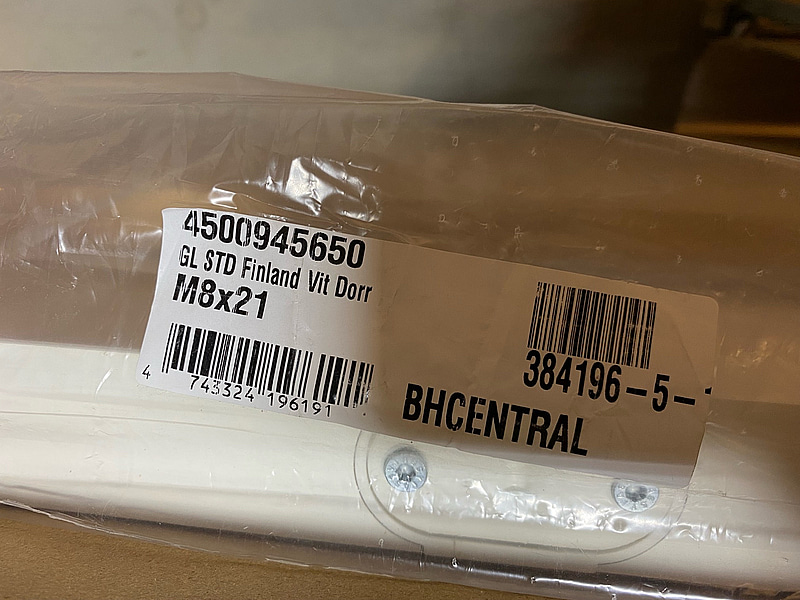 4500945650
GL STD Finland Vit Dorr
M8x21
4 743324 196191
384196-5-
BHCENTRAL